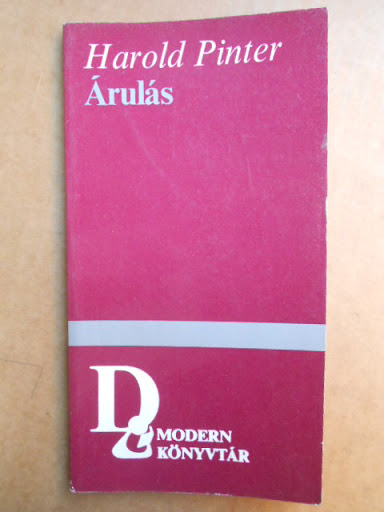 Harold Pinter
Árulás
MODERN
KÖNYVTÁR